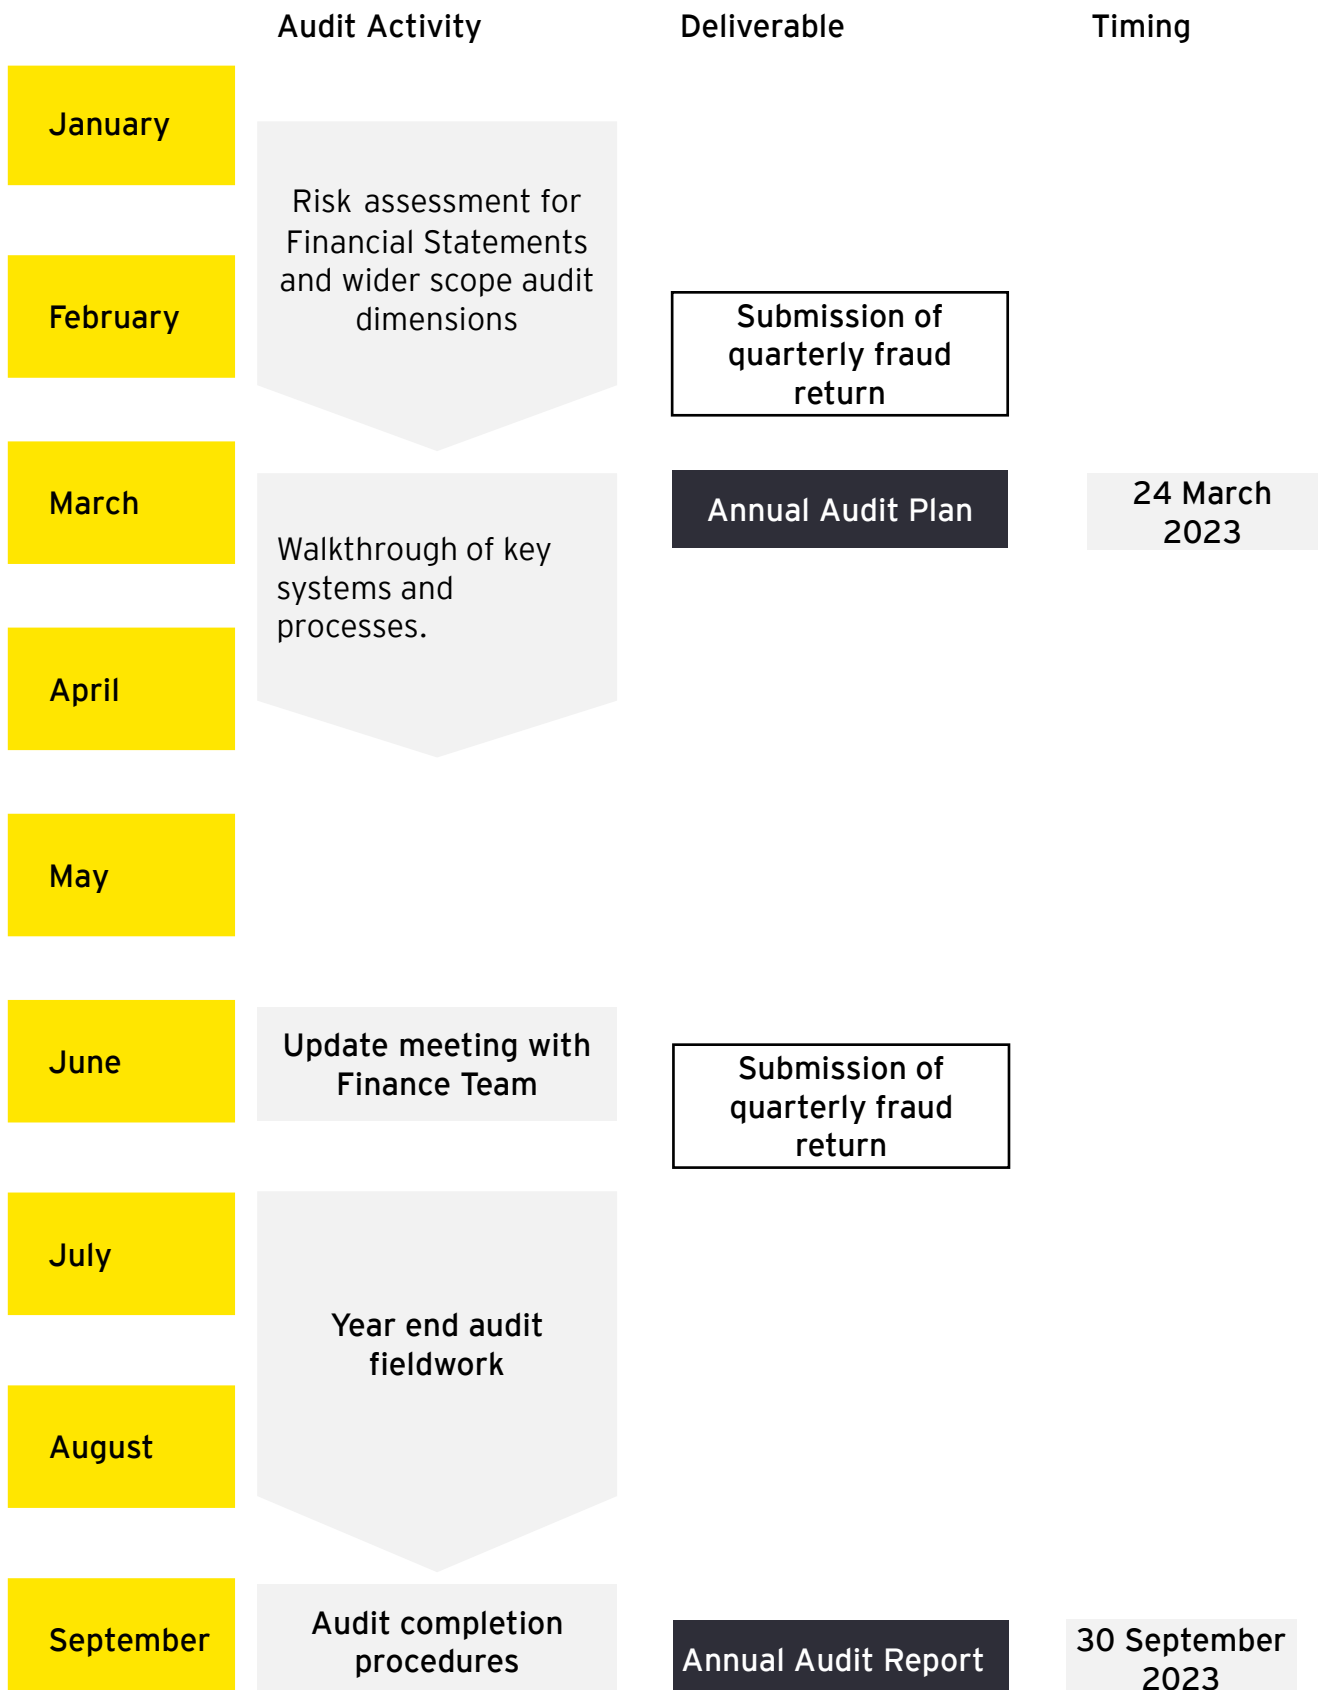 Audit Activity
Deliverable
Timing
January
Risk assessment for
Financial Statements
and wider scope audit
dimensions
February
Submission of
quarterly fraud
return
March
Walkthrough of key
systems and
processes.
Annual Audit Plan
24 March
2023
April
May
June
Update meeting with
Finance Team
Submission of
quarterly fraud
return
July
Year end audit
fieldwork
August
September
Audit completion
procedures
Annual Audit Report
30 September
2023